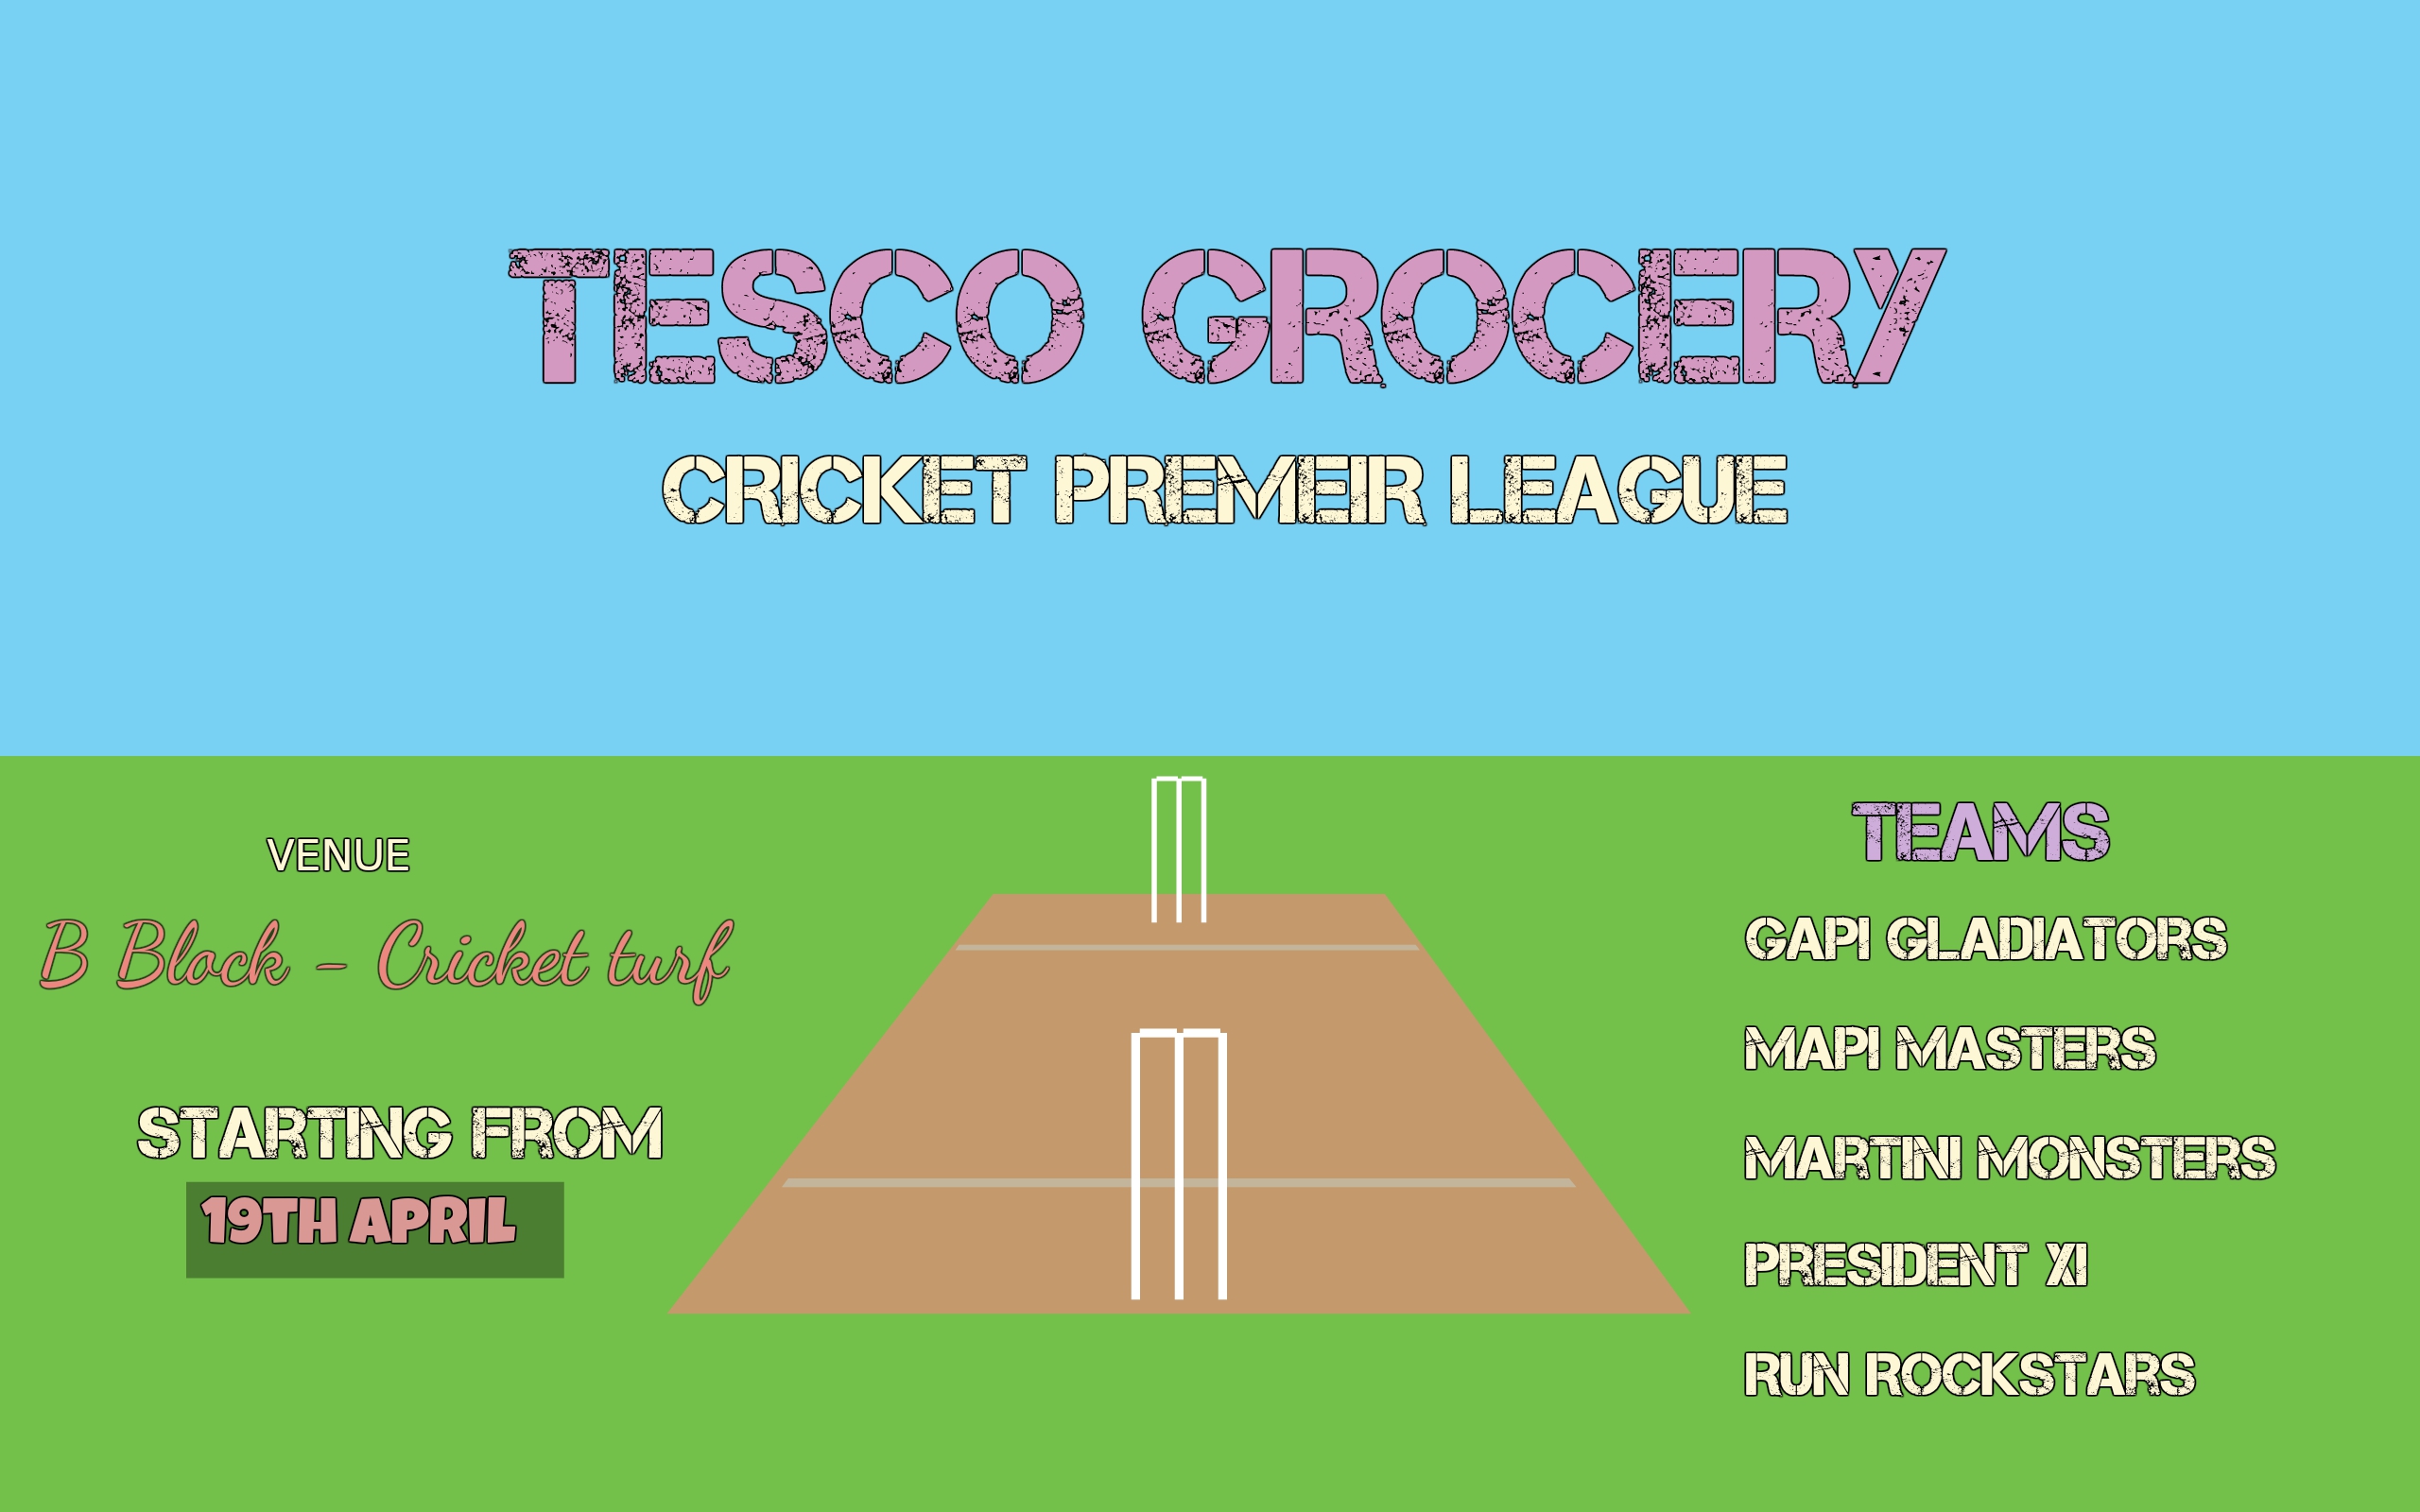 TESCO GROCERY
CRICKET PREMEIR LEAGUE
VENUE
B Block - Cricket turf
STARTING FROM
19TH APRIL
TEAMS
GAPI GLADIATORS
MAPI MASTERS
MARTINI MONSTERS
PRESIDENT XI
RUN ROCKSTARS